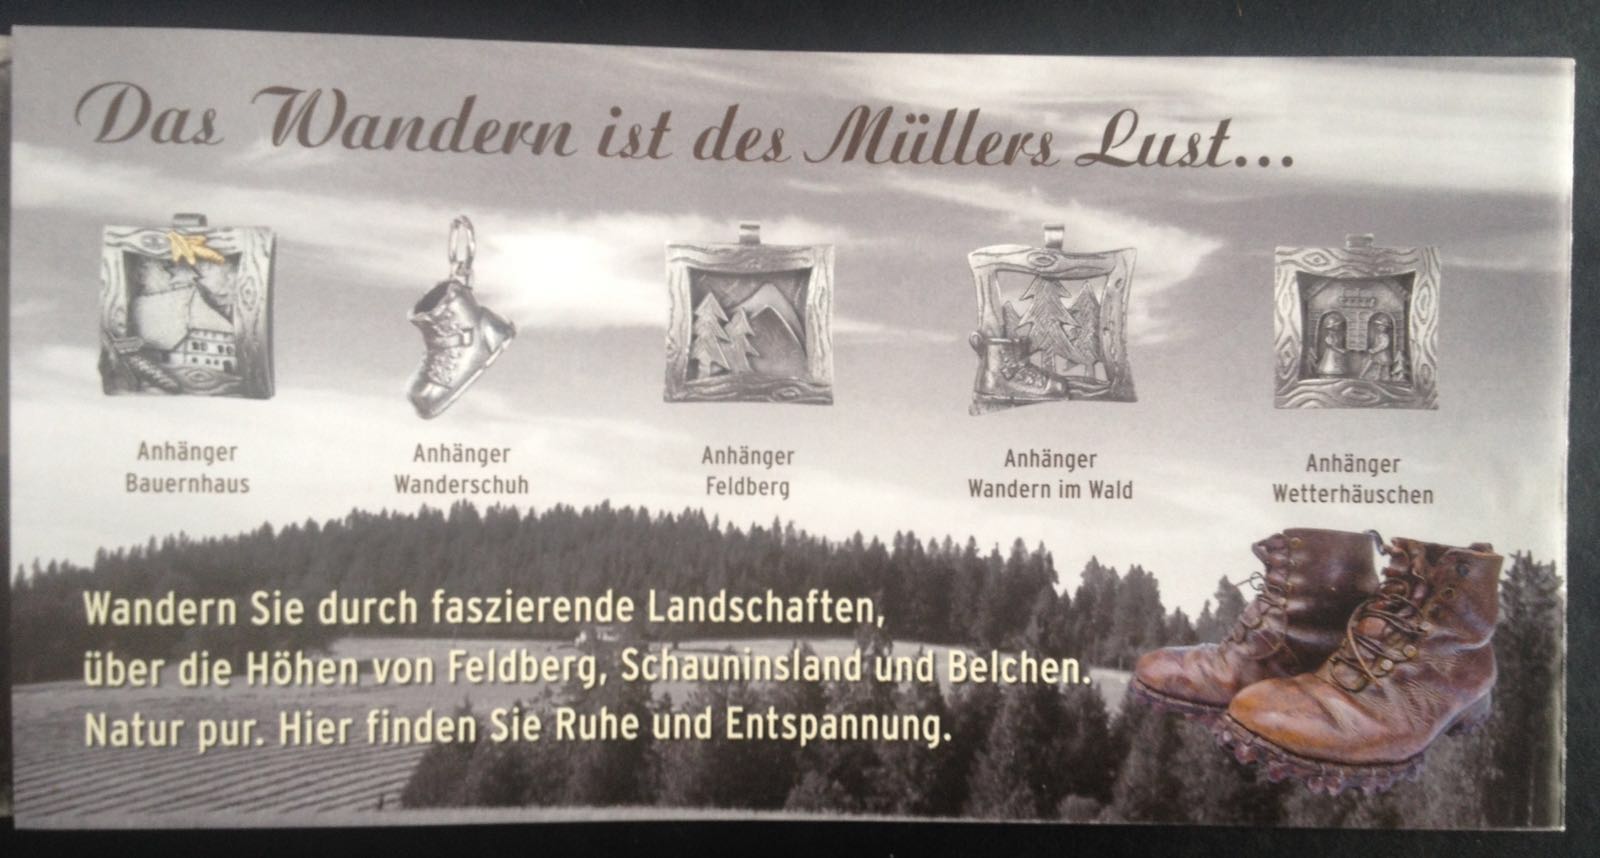 Das Wandern ist des Müllers Lust...
Anhänger
Bauernhaus
Anhänger
Wanderschuh
Anhänger
Feldberg
Anhänger
Wandern im Wald
Anhänger
Wetterhäuschen
Wandern Sie durch faszierende Landschaften,
über die Höhen von Feldberg, Schauninsland und Belchen.
Natur pur. Hier finden Sie Ruhe und Entspannung.